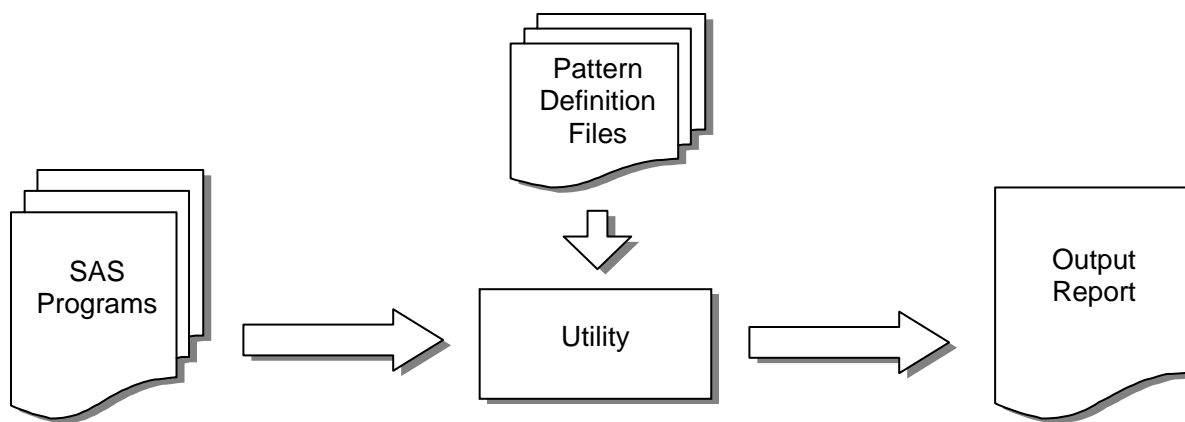 Pattern
Definition
Files
SAS
Programs
Utility
Output
Report